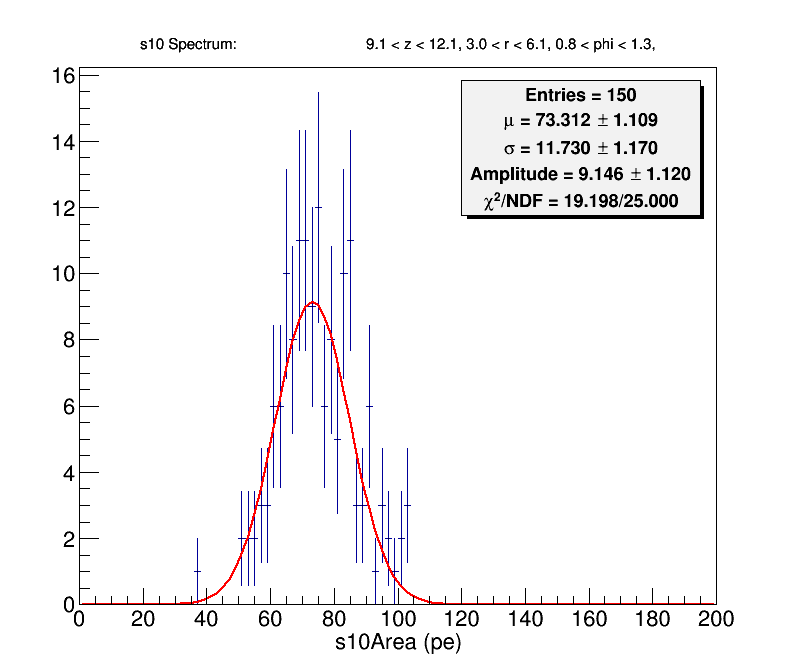 s10 Spectrum: 9.1 < z < 12.1, 3.0 < r < 6.1, 0.8 < phi < 1.3,
Entries = 150
μ = 73.312 ± 1.109
σ = 11.730 ± 1.170
Amplitude = 9.146 ± 1.120
χ²/NDF = 19.198/25.000
16
14
12
10
8
6
4
2
0
0 20 40 60 80 100 120 140 160 180 200
s10Area (pe)